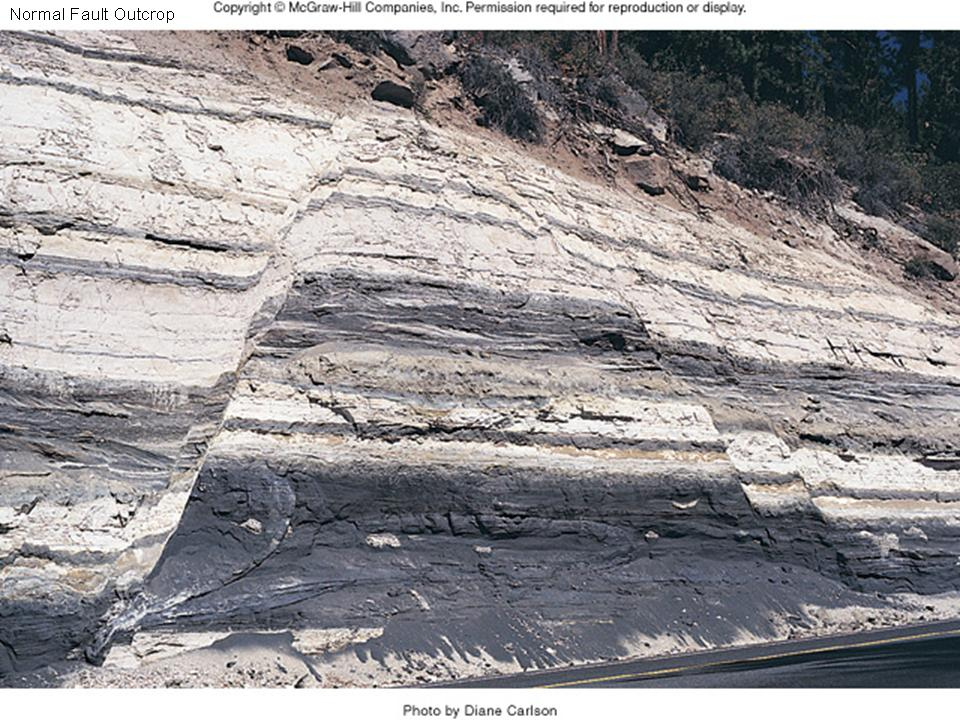 Copyright © McGraw-Hill Companies, Inc. Permission required for reproduction or display.
Normal Fault Outcrop
Photo by Diane Carlson